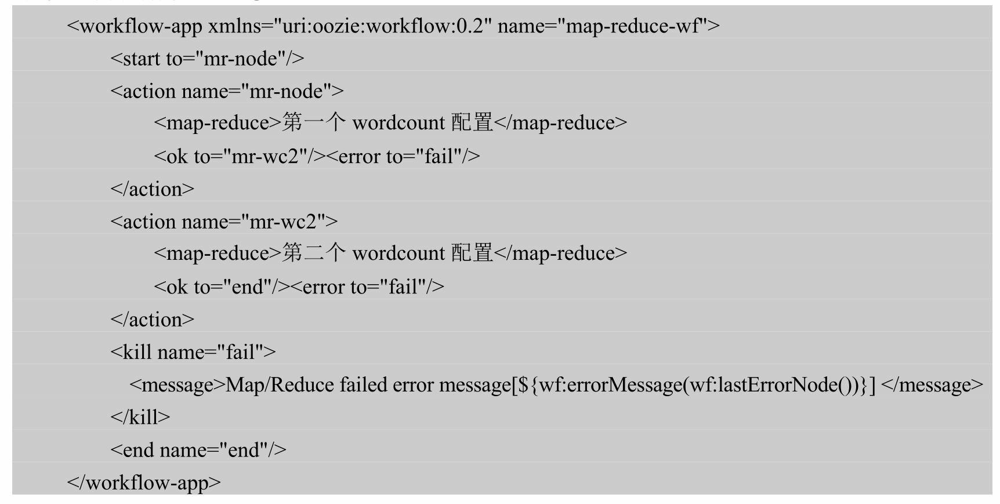 <workflow-app xmlns="uri:oozie:workflow:0.2" name="map-reduce-wf">
<start to="mr-node"/>
<action name="mr-node">
<map-reduce>第一个 wordcount 配置</map-reduce>
<ok to="mr-wc2"/><error to="fail"/>
</action>
<action name="mr-wc2">
<map-reduce>第二个 wordcount 配置</map-reduce>
<ok to="end"/><error to="fail"/>
</action>
<kill name="fail">
<message>Map/Reduce failed error message[${wf:errorMessage(wf:lastErrorNode())}] </message>
</kill>
<end name="end"/>
</workflow-app>